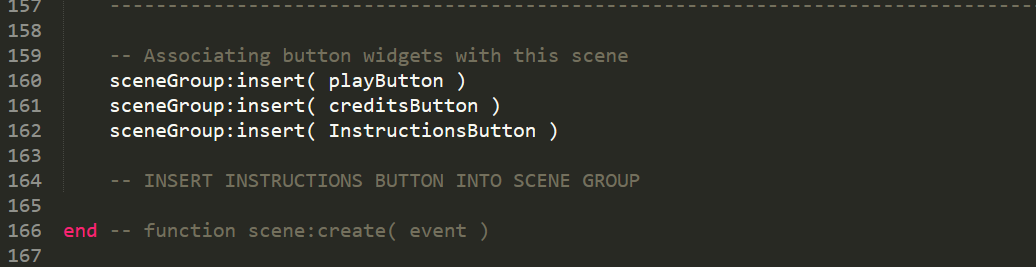 157 --------------------------------------------------------------------------------
158
159 -- Associating button widgets with this scene
160 sceneGroup:insert( playButton )
161 sceneGroup:insert( creditsButton )
162 sceneGroup:insert( InstructionsButton )
163
164 -- INSERT INSTRUCTIONS BUTTON INTO SCENE GROUP
165
166 end -- function scene:create( event )
167